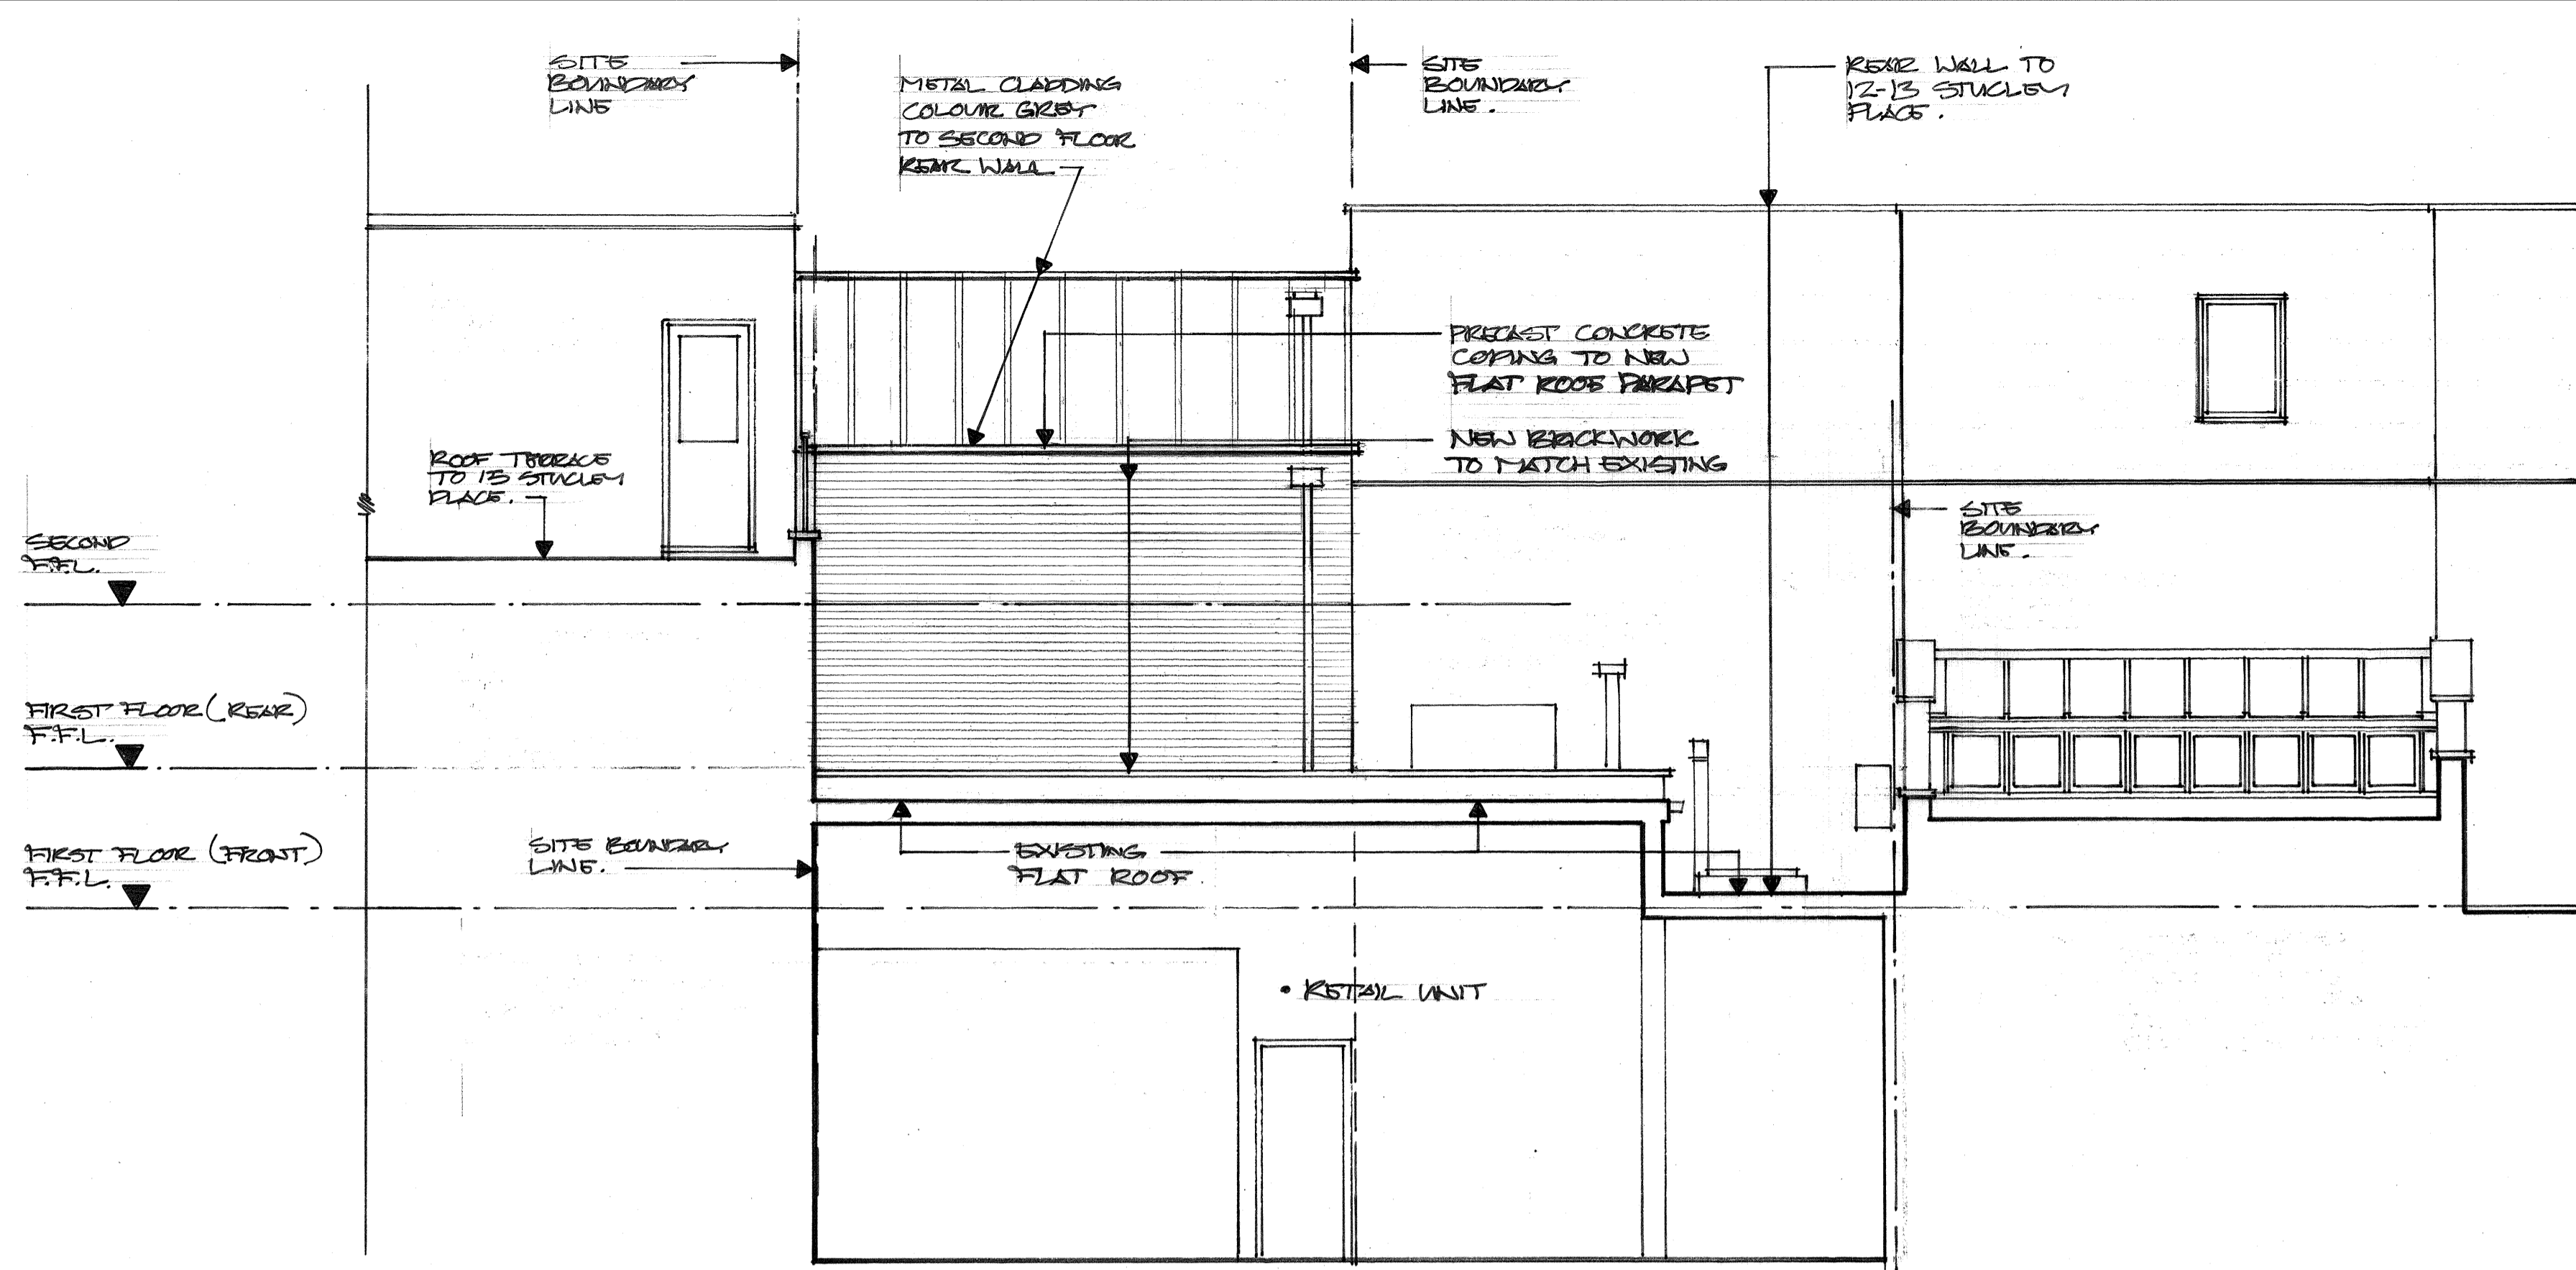 SITE
BOUNDARY
LINE
METAL CLADDING
COLOUR GREY
TO SECOND FLOOR
REAR WALL
SITE
BOUNDARY
LINE.
REAR WALL TO
12-13 STUCLEY
PLACE.
PRECAST CONCRETE
COPING TO NEW
FLAT ROOF PARAPET
NEW BRICKWORK
TO MATCH EXISTING
ROOF TERRACE
TO 15 STUCLEY
PLACE.
SITE
BOUNDARY
LINE.
SECOND
F.F.L.
FIRST FLOOR (REAR)
F.F.L.
FIRST FLOOR (FRONT)
F.F.L.
SITE BOUNDARY
LINE.
EXISTING
FLAT ROOF
• RETAIL UNIT